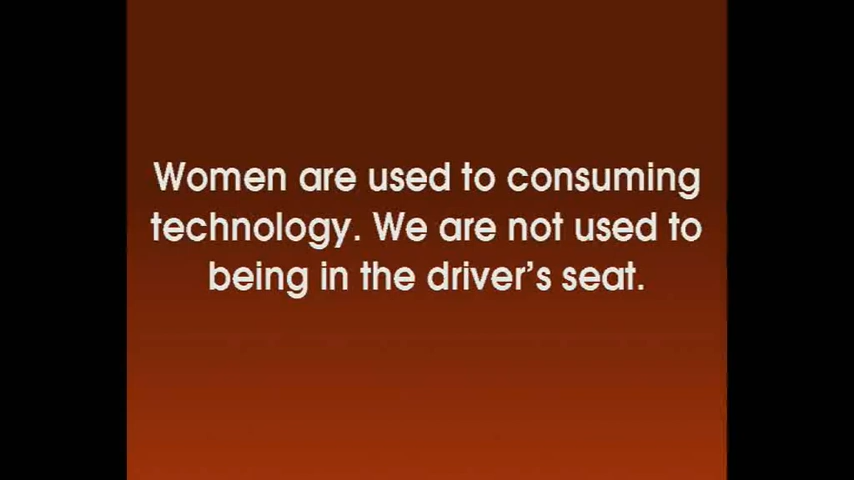 Women are used to consuming
technology. We are not used to
being in the driver’s seat.